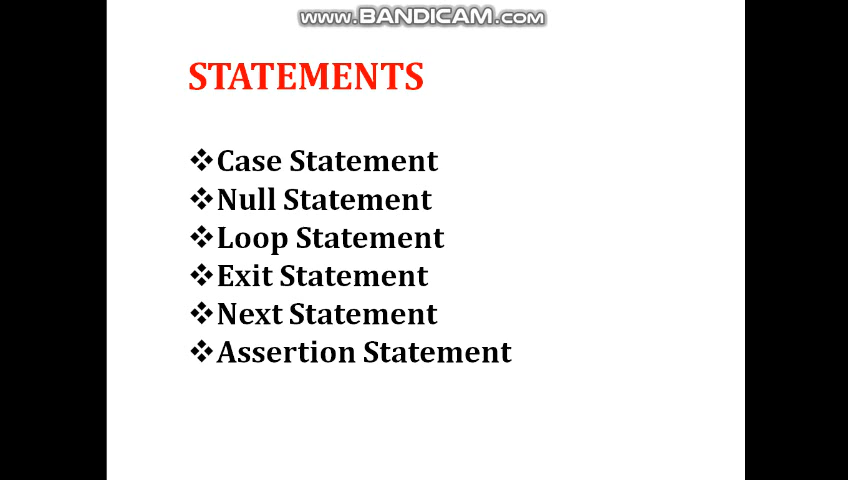 www.BANDICAM.com
STATEMENTS
❖Case Statement
❖Null Statement
❖Loop Statement
❖Exit Statement
❖Next Statement
❖Assertion Statement